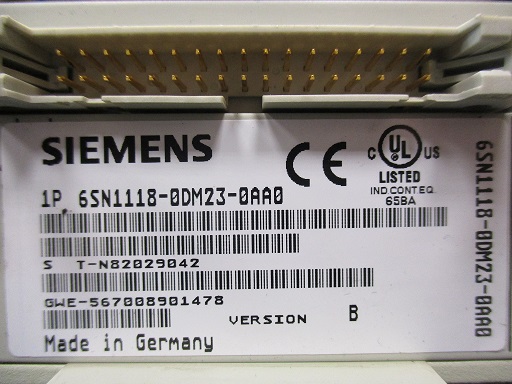 SIEMENS
CE
C UL US
LISTED
IND.CONT.EQ.
65BA
1P 6SN1118-0DM23-0AA0
S T-N82029042
GWE-567008901478
VERSION B
Made in Germany
6SN1118-0DM23-0AA0